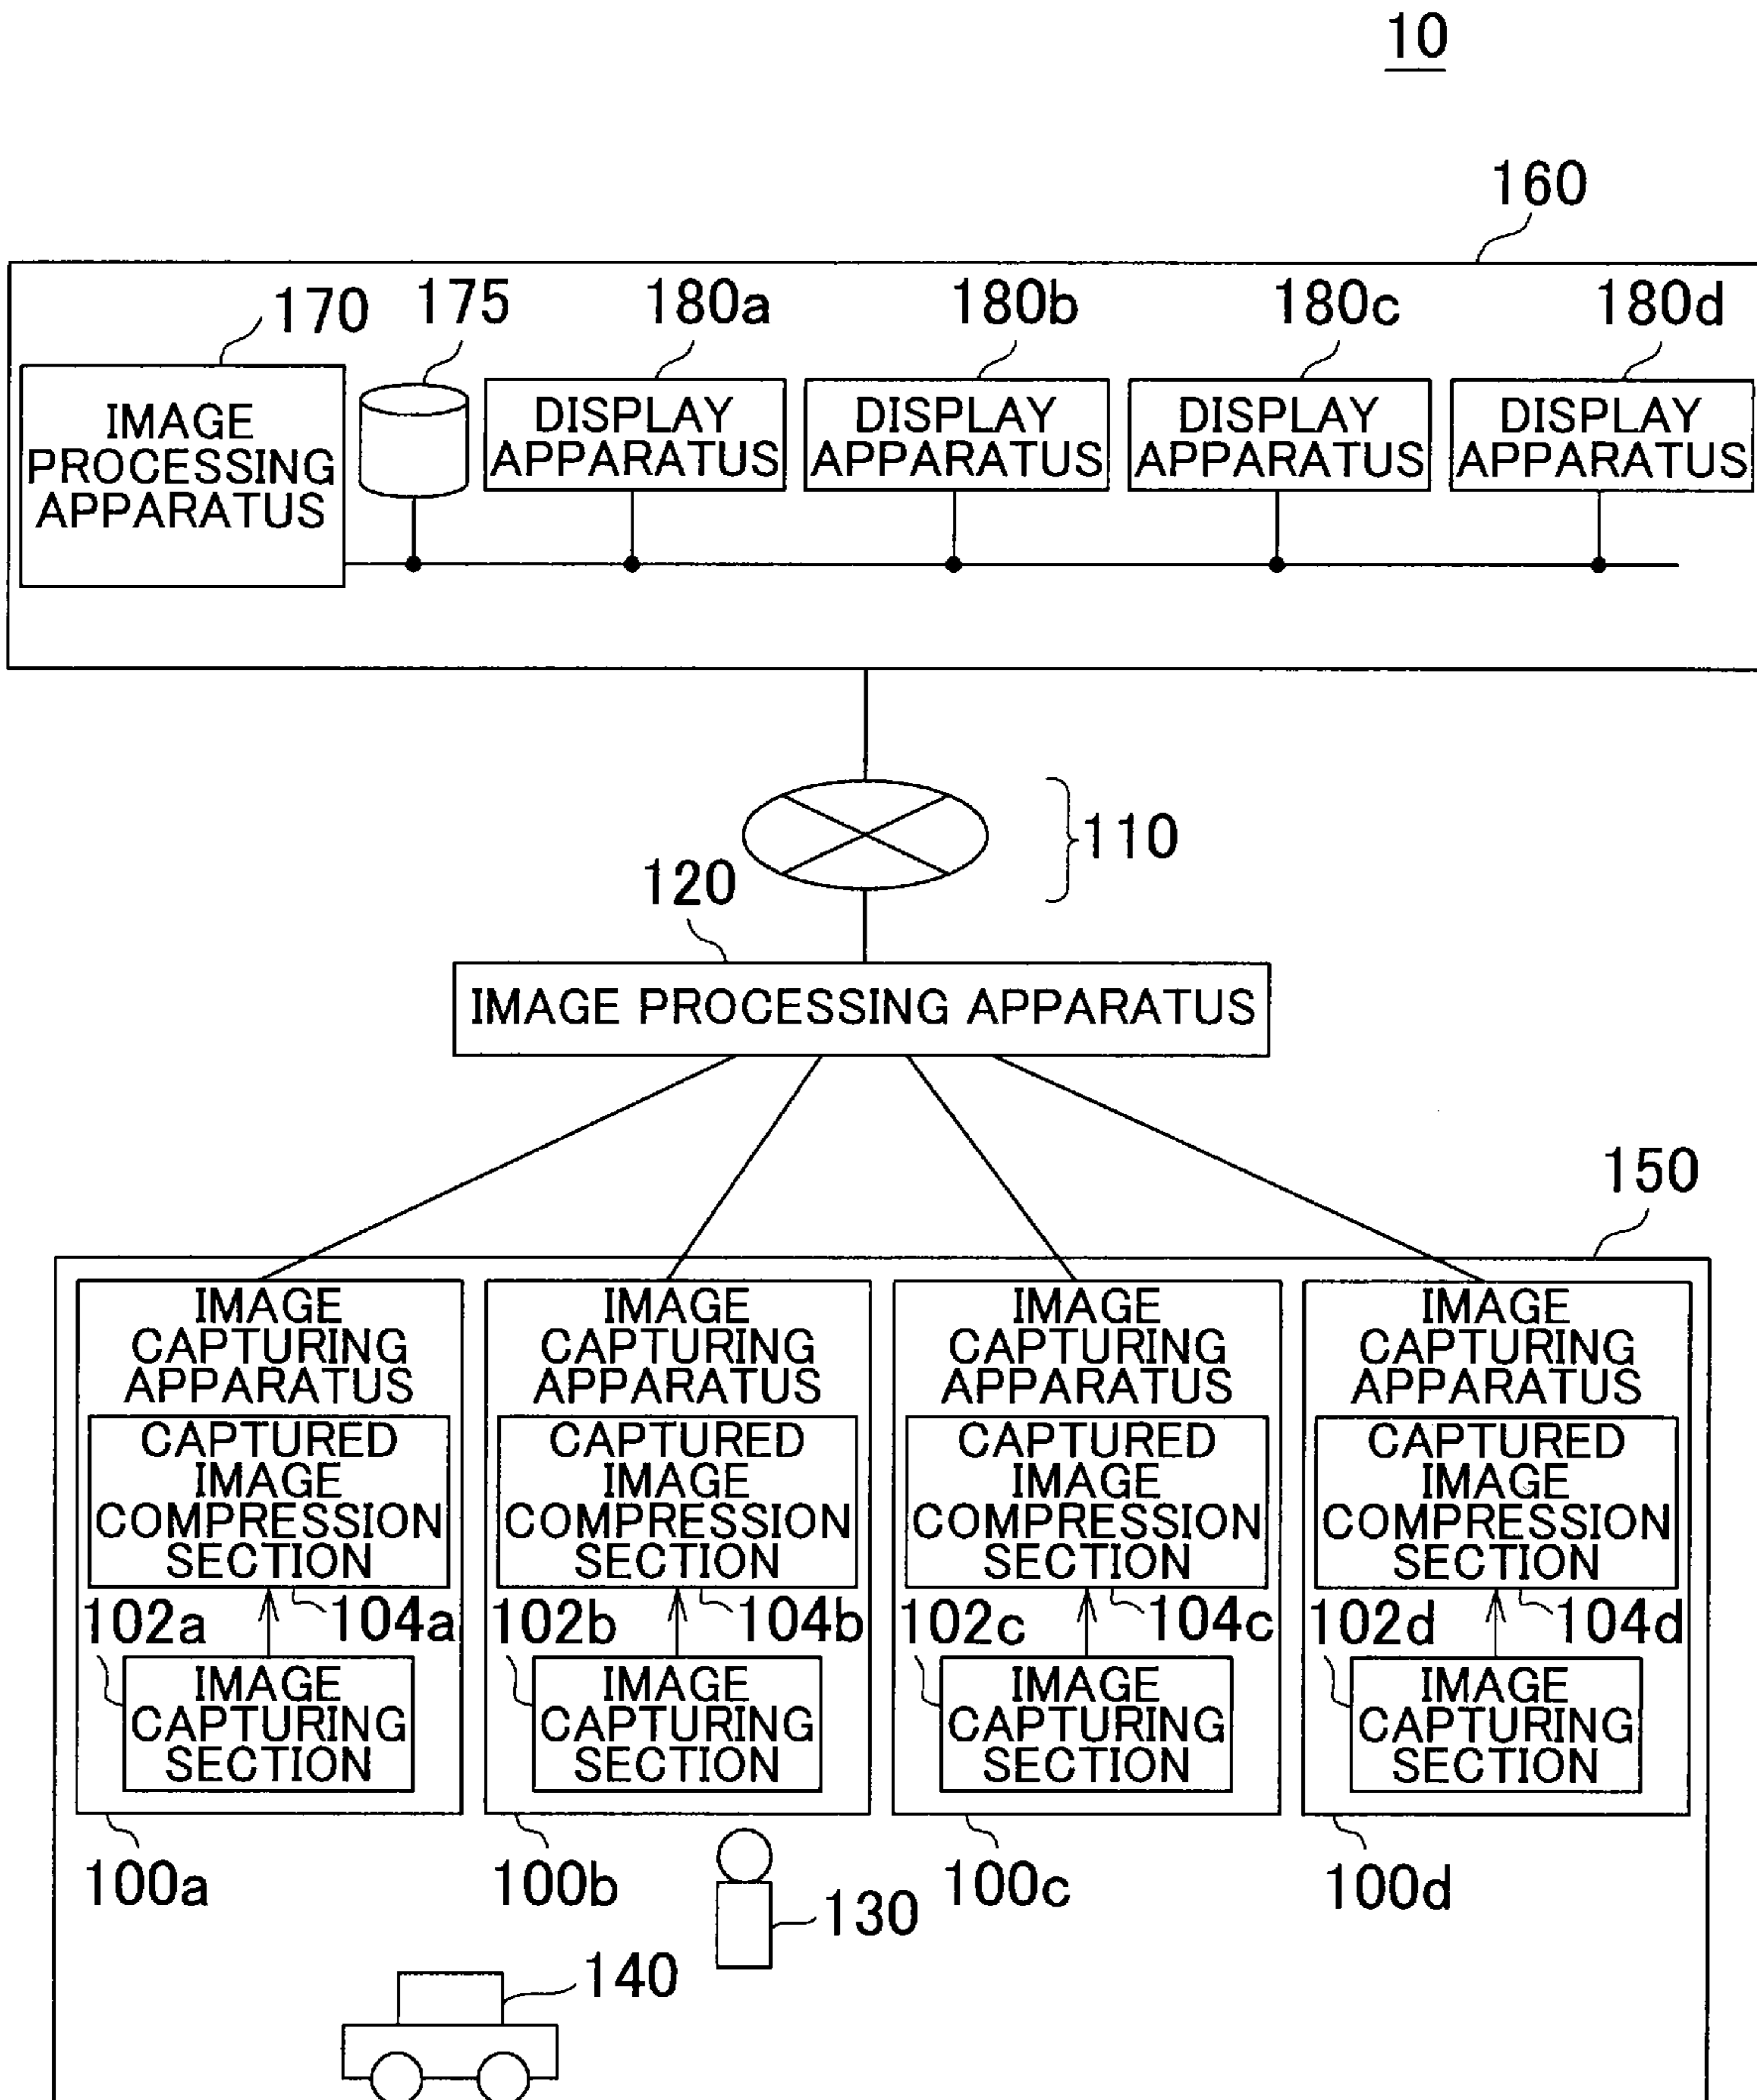 10
160
170
175
180a
180b
180c
180d
IMAGE
PROCESSING
APPARATUS
DISPLAY
APPARATUS
DISPLAY
APPARATUS
DISPLAY
APPARATUS
DISPLAY
APPARATUS
110
120
IMAGE PROCESSING APPARATUS
150
IMAGE
CAPTURING
APPARATUS
CAPTURED
IMAGE
COMPRESSION
SECTION
102a
104a
IMAGE
CAPTURING
SECTION
100a
IMAGE
CAPTURING
APPARATUS
CAPTURED
IMAGE
COMPRESSION
SECTION
102b
104b
IMAGE
CAPTURING
SECTION
100b
IMAGE
CAPTURING
APPARATUS
CAPTURED
IMAGE
COMPRESSION
SECTION
102c
104c
IMAGE
CAPTURING
SECTION
100c
IMAGE
CAPTURING
APPARATUS
CAPTURED
IMAGE
COMPRESSION
SECTION
102d
104d
IMAGE
CAPTURING
SECTION
100d
130
140